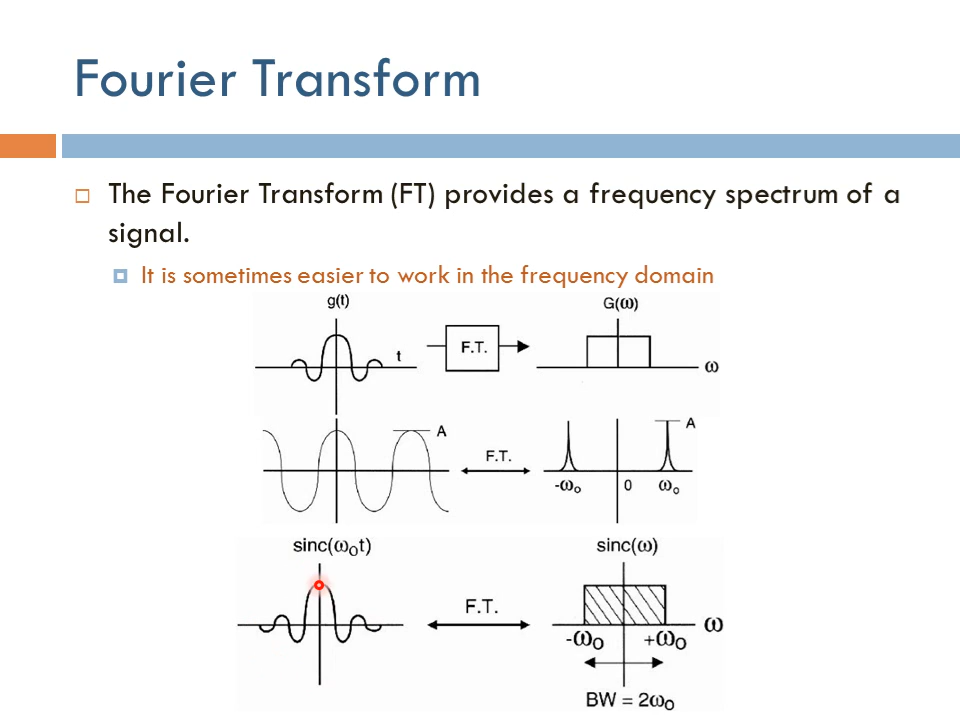 Fourier Transform
The Fourier Transform (FT) provides a frequency spectrum of a
signal.
It is sometimes easier to work in the frequency domain
g(t)
G(ω)
t
F.T.
ω
A
F.T.
A
-ωo
0
ωo
sinc(ωot)
sinc(ω)
F.T.
ω
-ωo
+ωo
BW = 2ωo